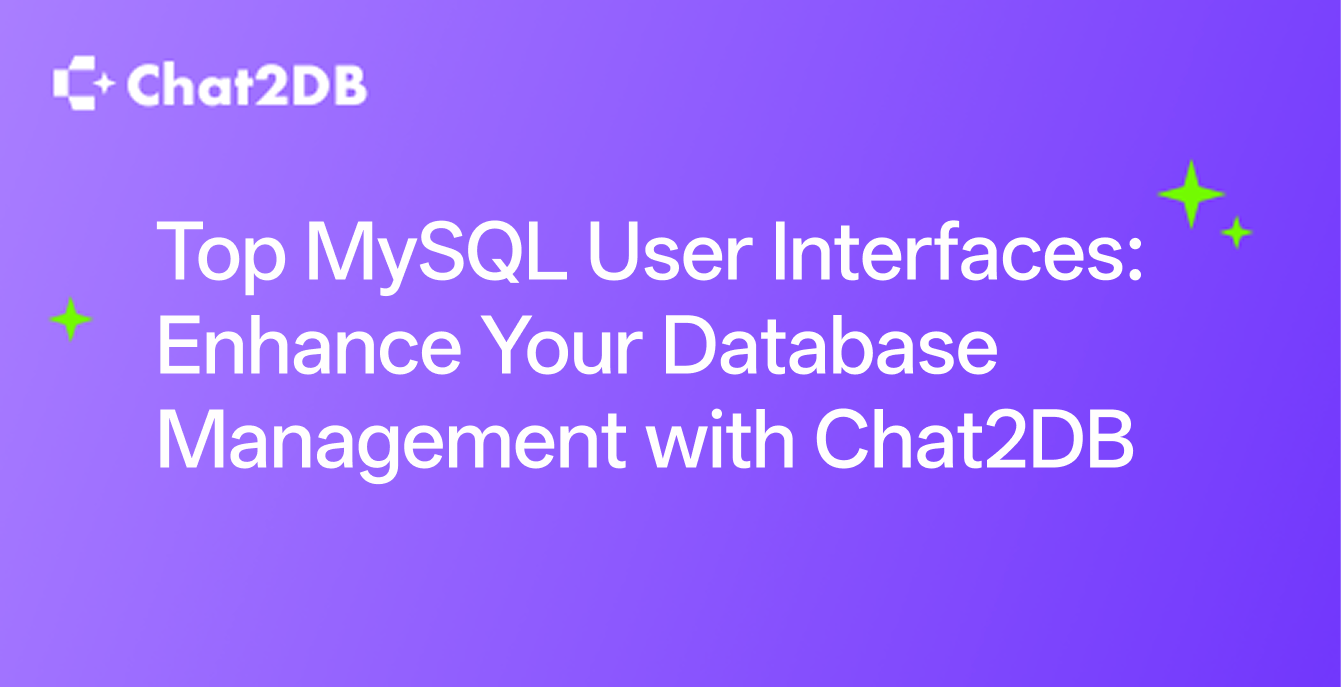 Chat2DB
Top MySQL User Interfaces:
Enhance Your Database
Management with Chat2DB